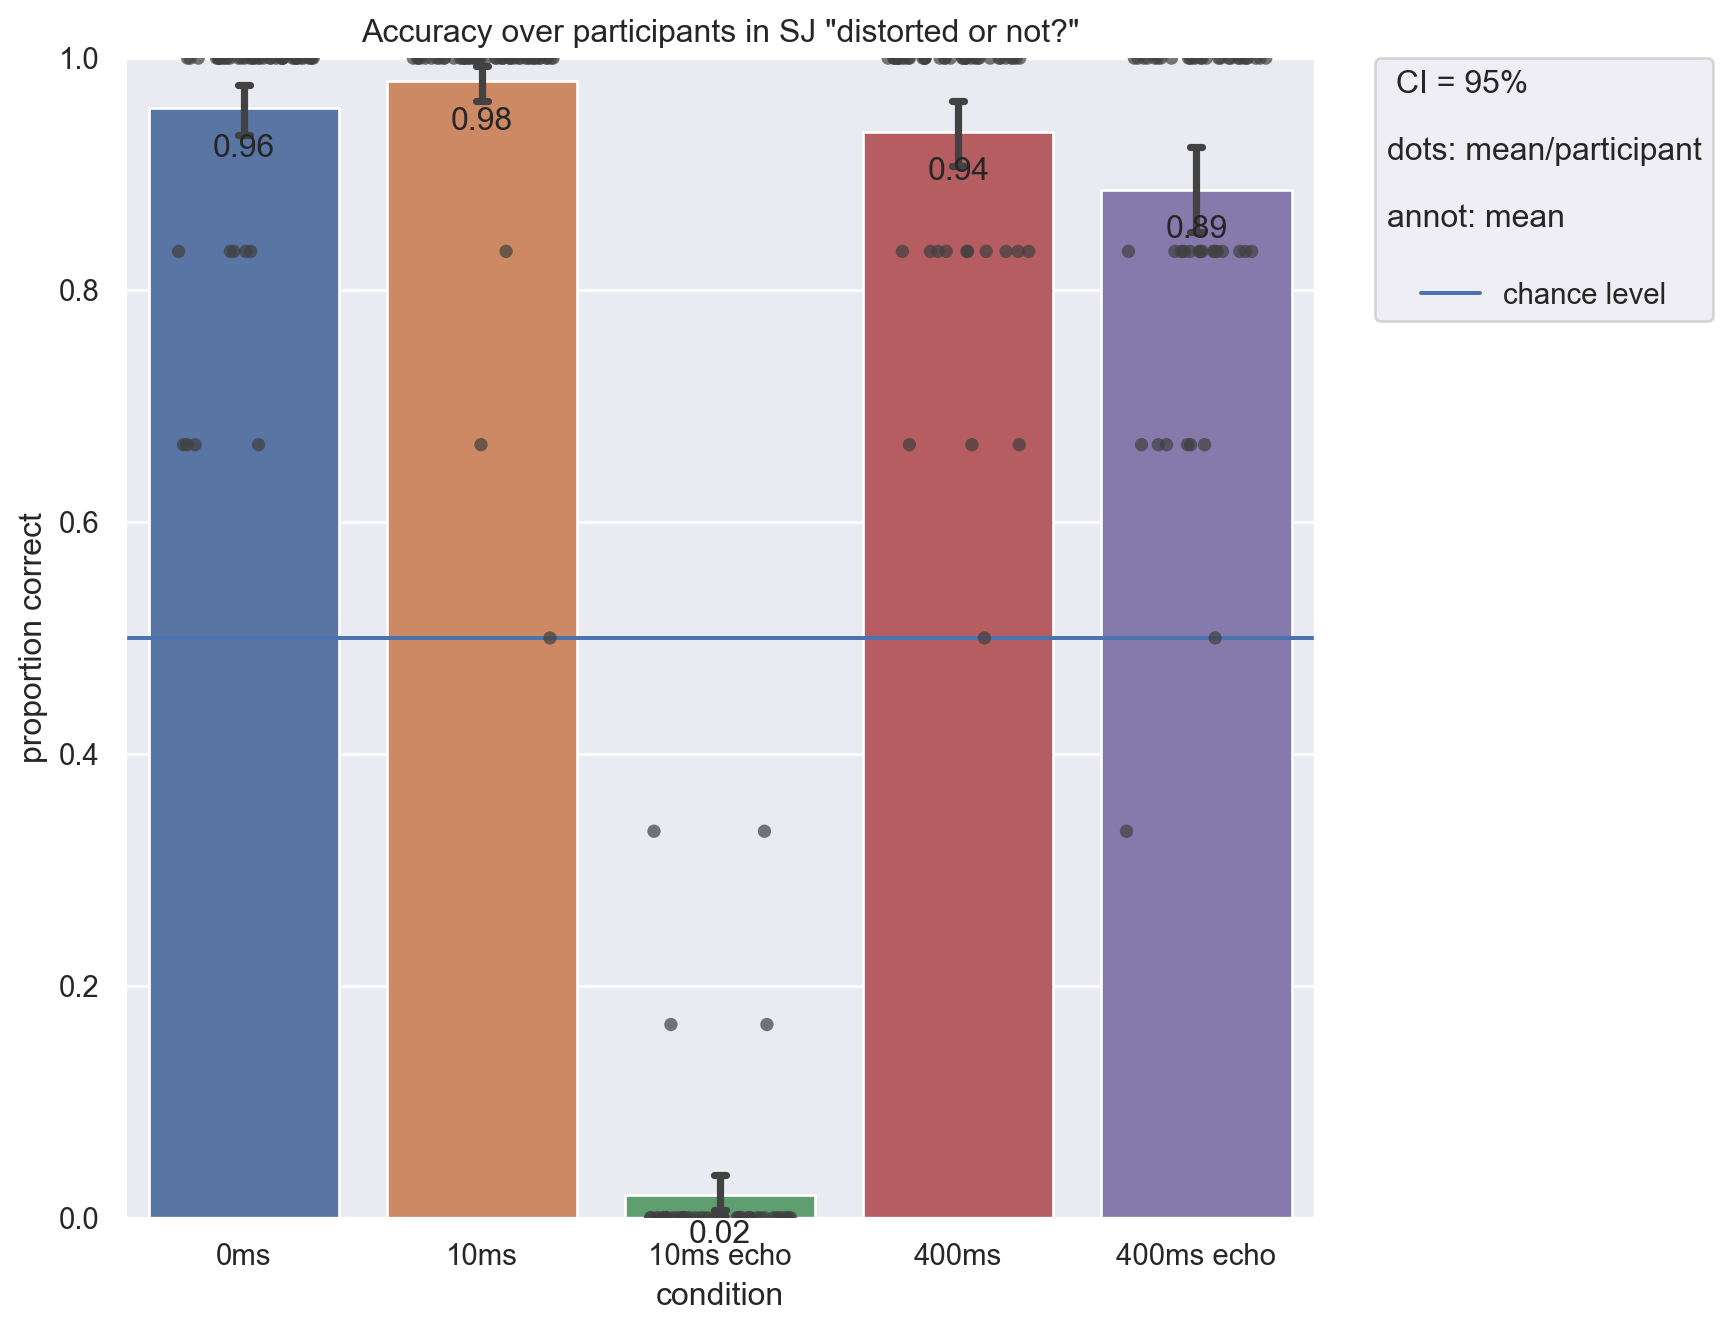 Accuracy over participants in SJ "distorted or not?"
1.0
0.8
0.6
0.4
0.2
0.0
proportion correct
0.96
0.98
0.02
0.94
0.89
0ms
10ms
10ms echo
400ms
400ms echo
condition
CI = 95%
dots: mean/participant
annot: mean
chance level